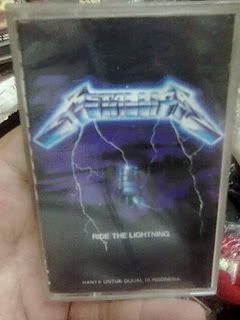 METALLICA
RIDE THE LIGHTNING
HANYA UNTUK DIJUAL DI INDONESIA